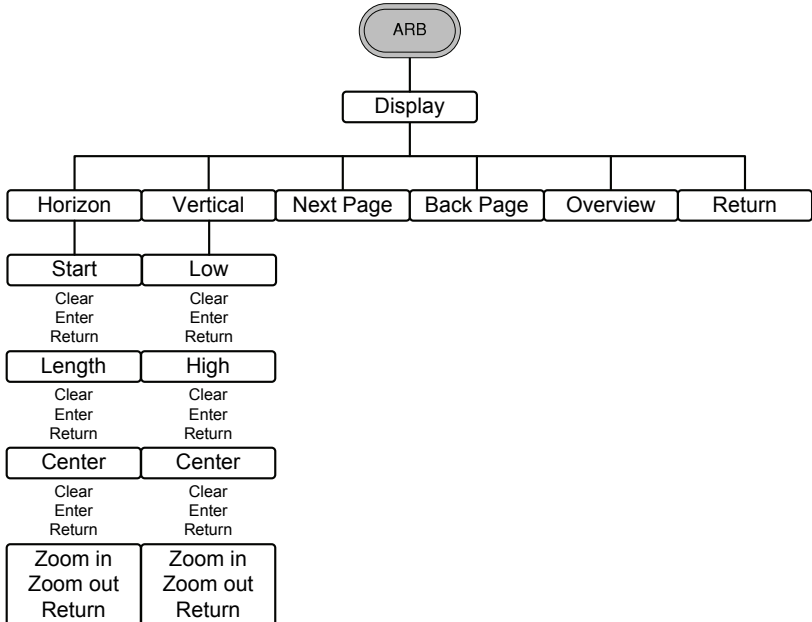 ARB
Display
Horizon Vertical Next Page Back Page Overview Return
Start Low
Clear Clear
Enter Enter
Return Return
Length High
Clear Clear
Enter Enter
Return Return
Center Center
Clear Clear
Enter Enter
Return Return
Zoom in Zoom in
Zoom out Zoom out
Return Return